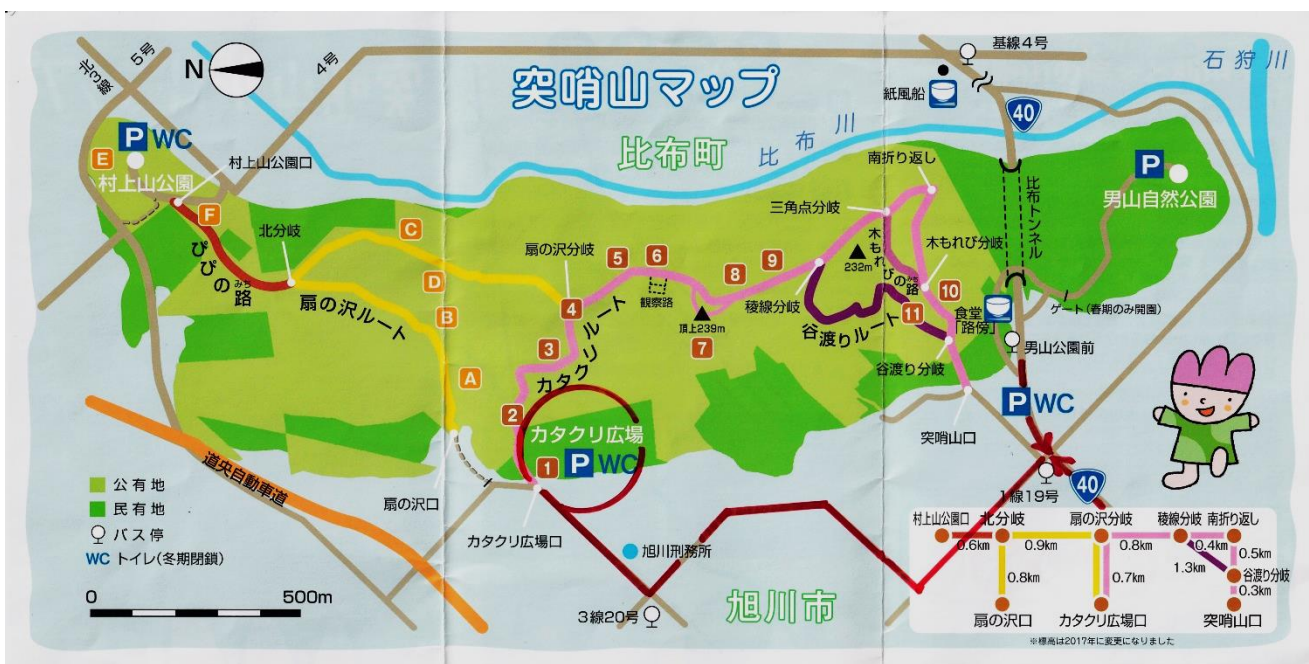 突哨山マップ
N
北3線
5号
4号
基線4号
石狩川
紙風船
40
比布町
比布川
P WC
E
村上山公園
村上山公園口
F
ぴぴの路
みち
北分岐
C
D
扇の沢ルート
B
A
扇の沢分岐
4
5
6
観察路
3
カタクリルート
2
頂上239m
7
8
9
稜線分岐
三角点分岐
南折り返し
232m
木もれびの路
みち
木もれび分岐
10
谷渡りルート
11
谷渡り分岐
比布トンネル
P
男山自然公園
ゲート(春期のみ開園)
食堂
「路傍」
男山公園前
P WC
突哨山口
1線19号
40
カタクリ広場
1
P WC
カタクリ広場口
扇の沢口
道央自動車道
旭川刑務所
3線20号
旭川市
公有地
民有地
バス停
WC トイレ(冬期閉鎖)
0 500m
村上山公園口 北分岐 扇の沢分岐 稜線分岐 南折り返し
0.6km 0.9km 0.8km 0.4km
0.5km
1.3km
谷渡り分岐
0.8km 0.7km
0.3km
扇の沢口 カタクリ広場口 突哨山口
※標高は2017年に変更になりました